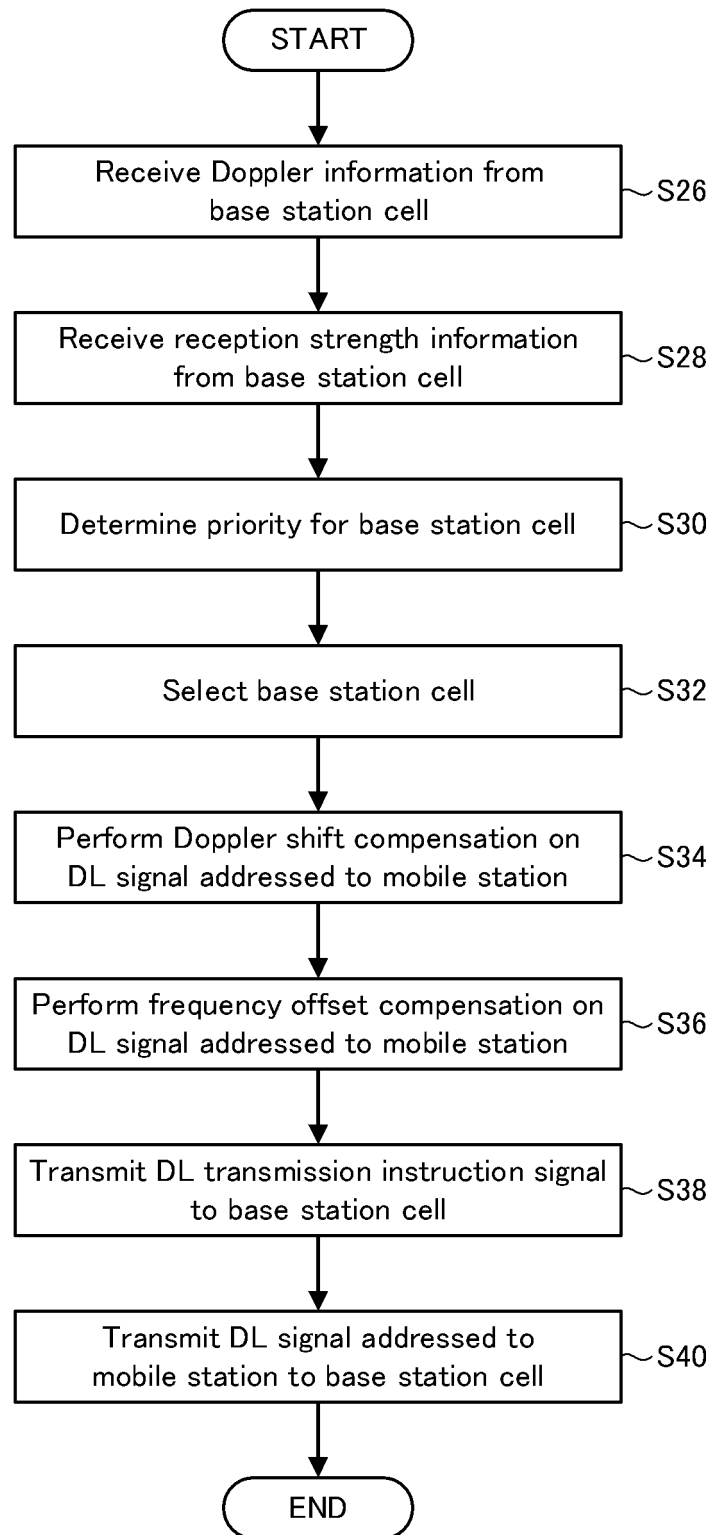 START
Receive Doppler information from
base station cell
S26
Receive reception strength information
from base station cell
S28
Determine priority for base station cell
S30
Select base station cell
S32
Perform Doppler shift compensation on
DL signal addressed to mobile station
S34
Perform frequency offset compensation on
DL signal addressed to mobile station
S36
Transmit DL transmission instruction signal
to base station cell
S38
Transmit DL signal addressed to
mobile station to base station cell
S40
END